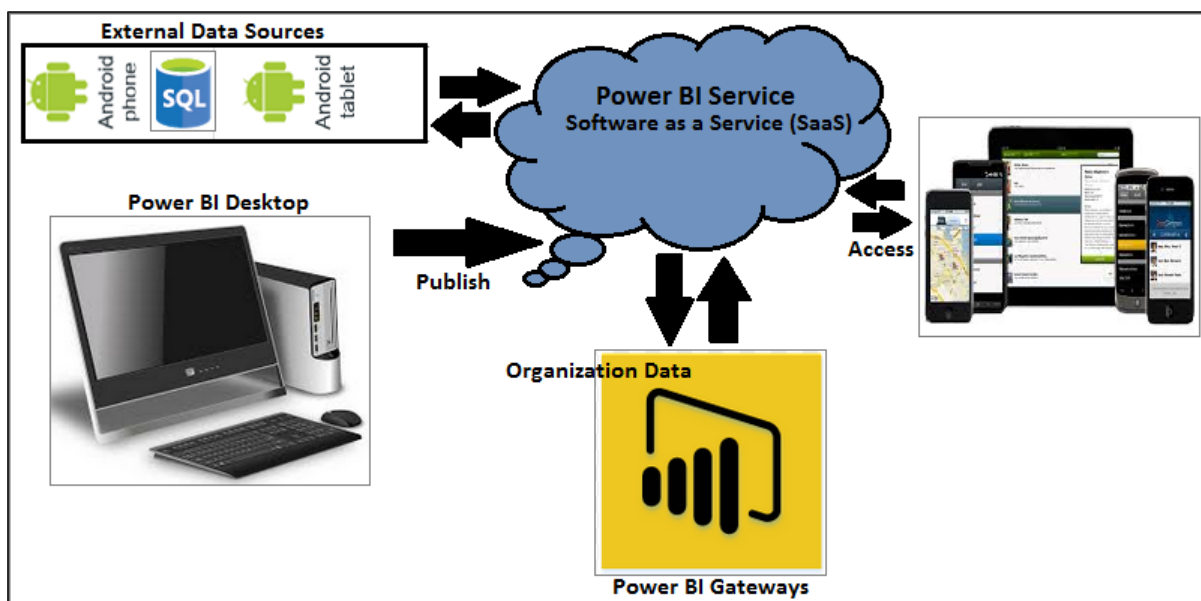 External Data Sources
Android
phone
SQL
Android
tablet
Power BI Service
Software as a Service (SaaS)
Power BI Desktop
Publish
Access
Organization Data
Power BI Gateways